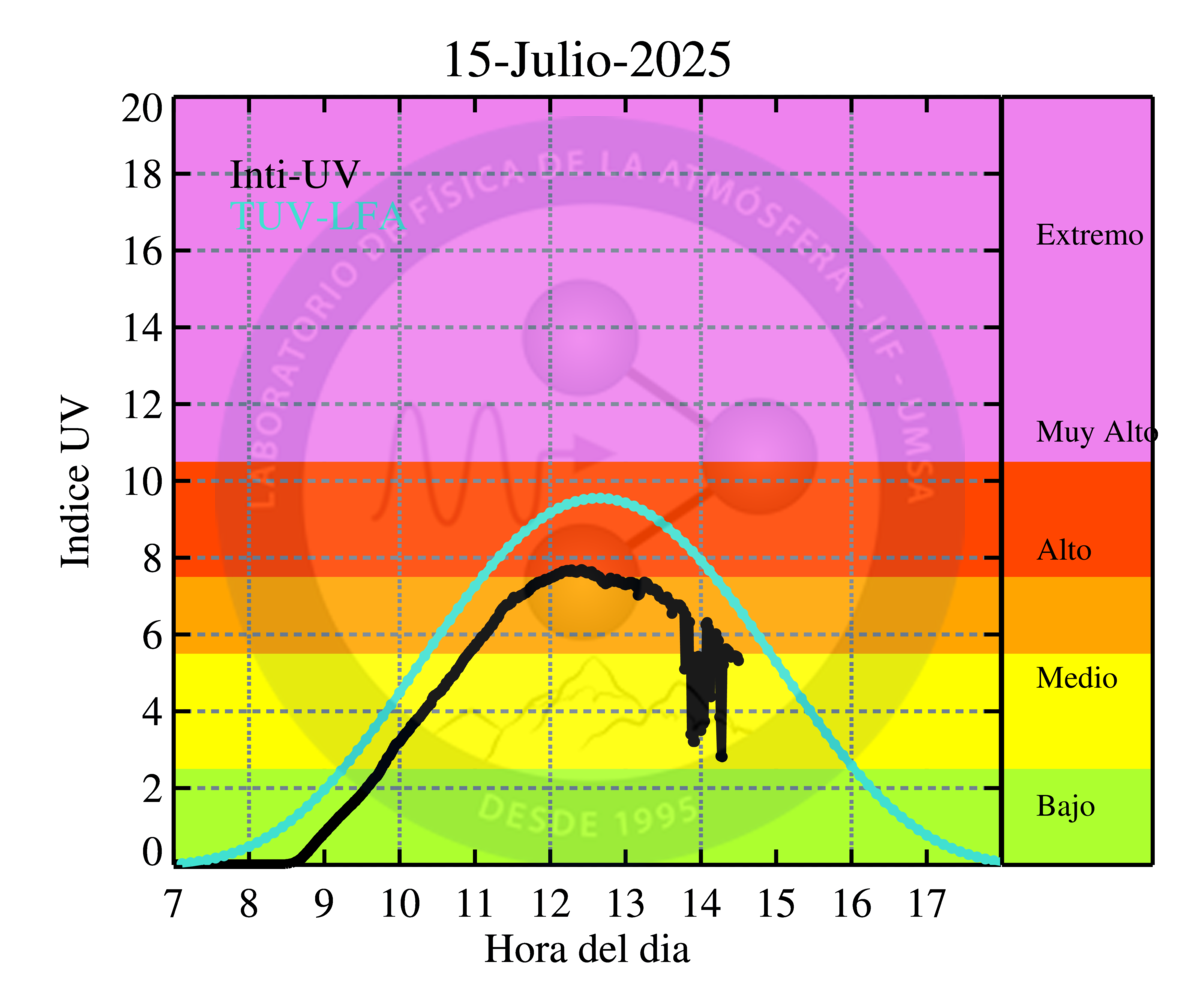 15-Julio-2025
20
18
16
14
12
10
8
6
4
2
0
Indice UV
Inti-UV
TUV-LFA
LABORATORIO DE FÍSICA DE LA ATMÓSFERA - IIF - UMSA
DESDE 1995
Extremo
Muy Alto
Alto
Medio
Bajo
7 8 9 10 11 12 13 14 15 16 17
Hora del dia